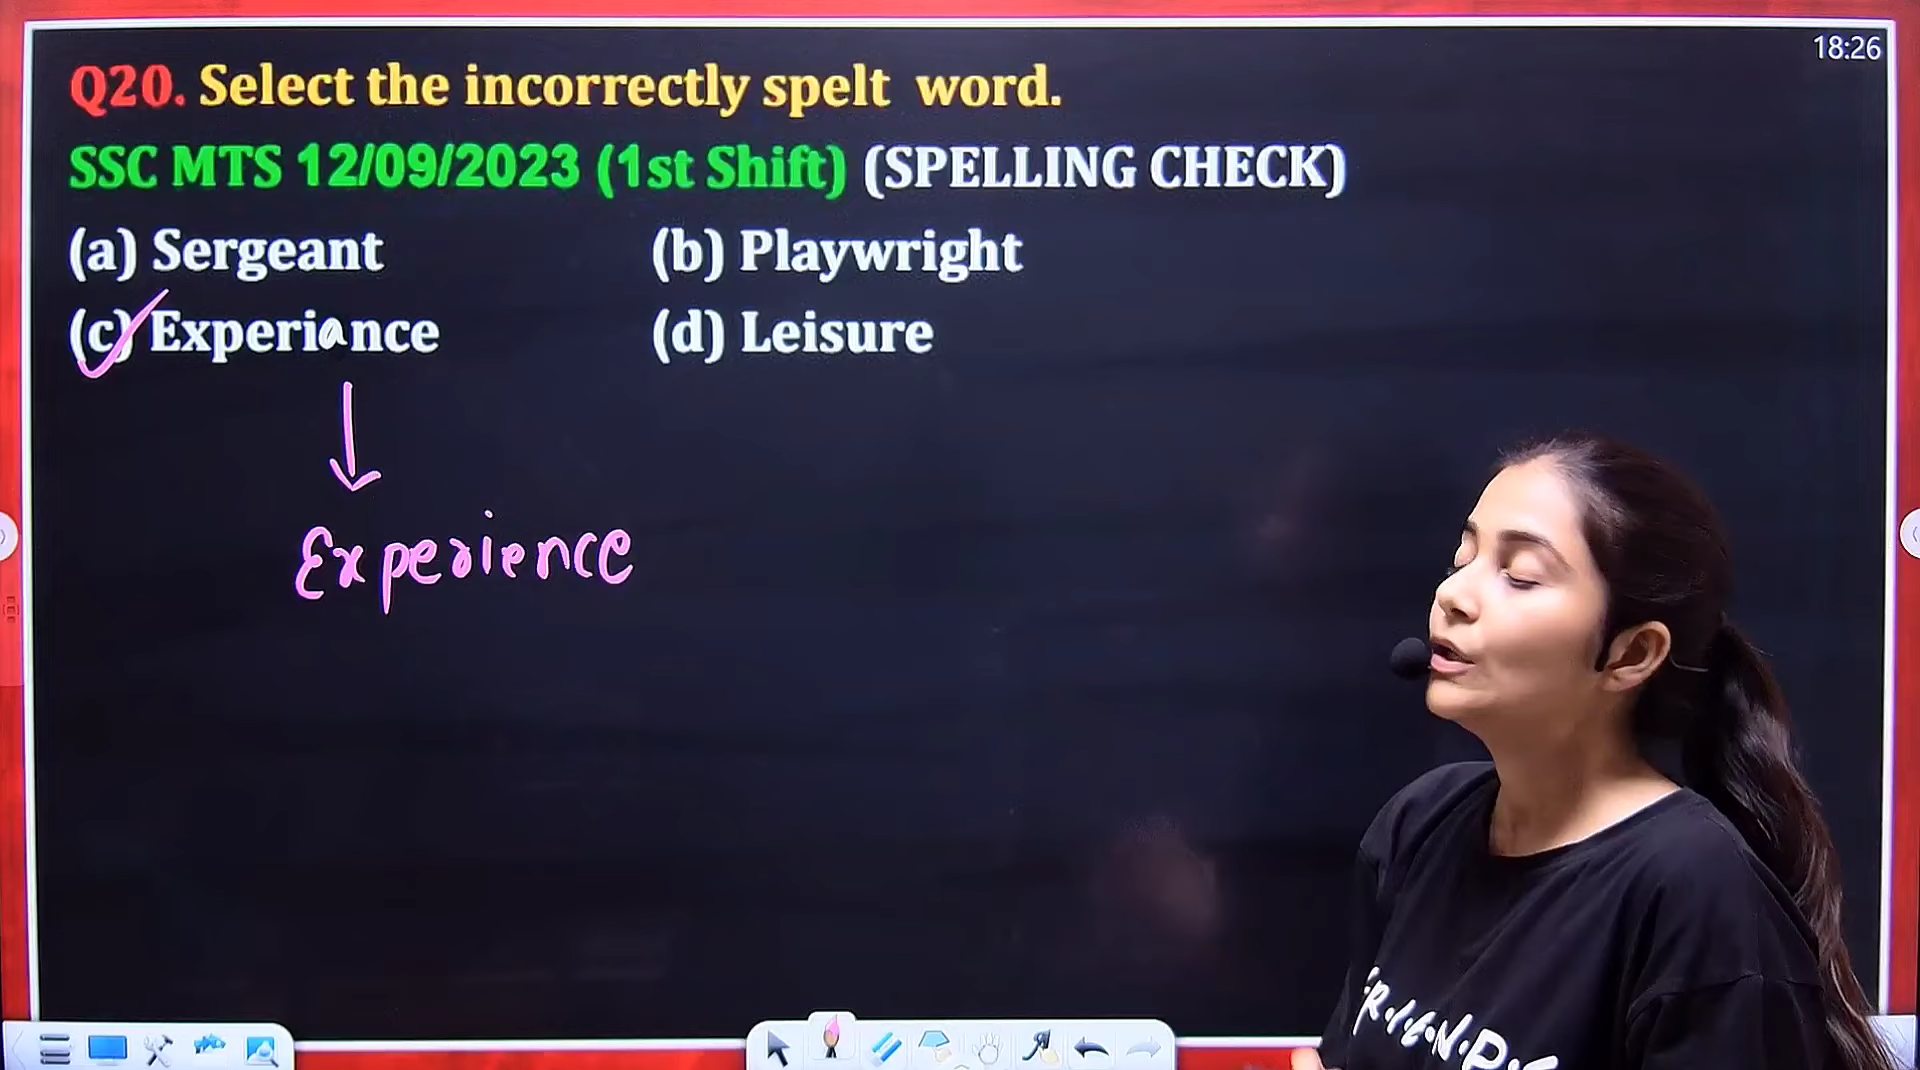 18:26
Q20. Select the incorrectly spelt word.
SSC MTS 12/09/2023 (1st Shift) (SPELLING CHECK)
(a) Sergeant (b) Playwright
(c) Experiance (d) Leisure
Experience
F.R.I.E.N.D.S